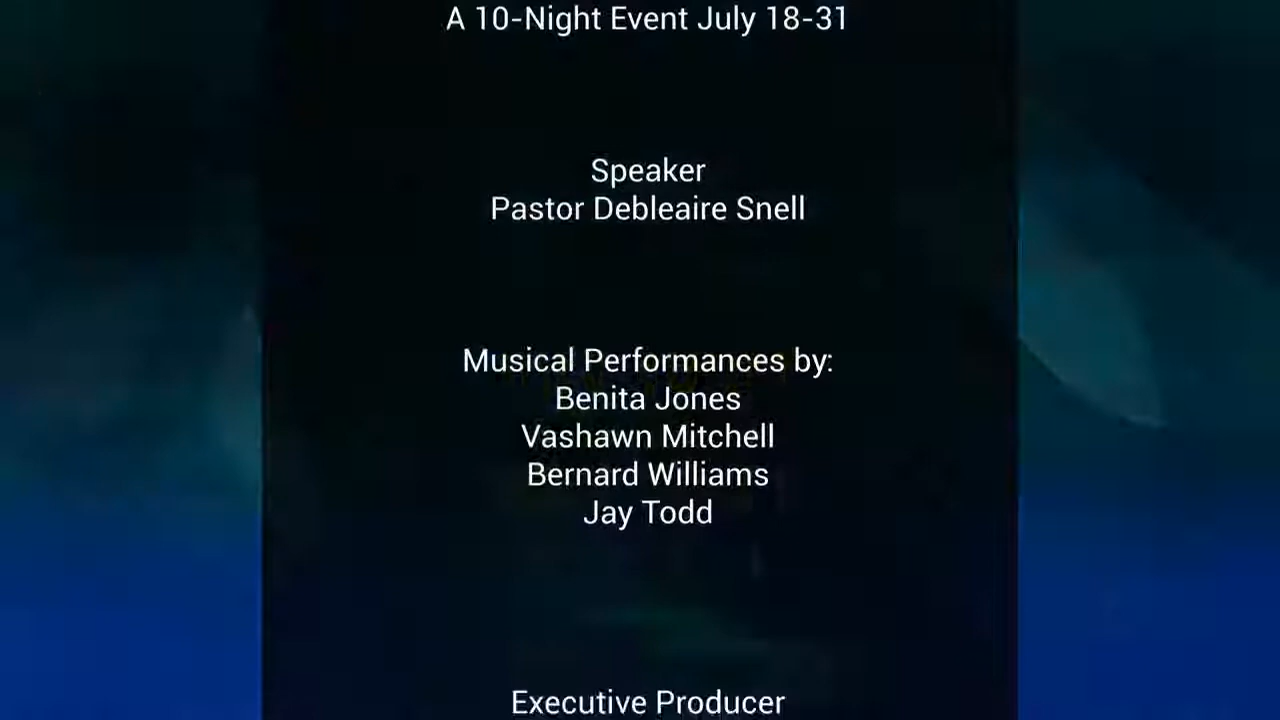 A 10-Night Event July 18-31
Speaker
Pastor Debleaire Snell
Musical Performances by:
Benita Jones
Vashawn Mitchell
Bernard Williams
Jay Todd
Executive Producer